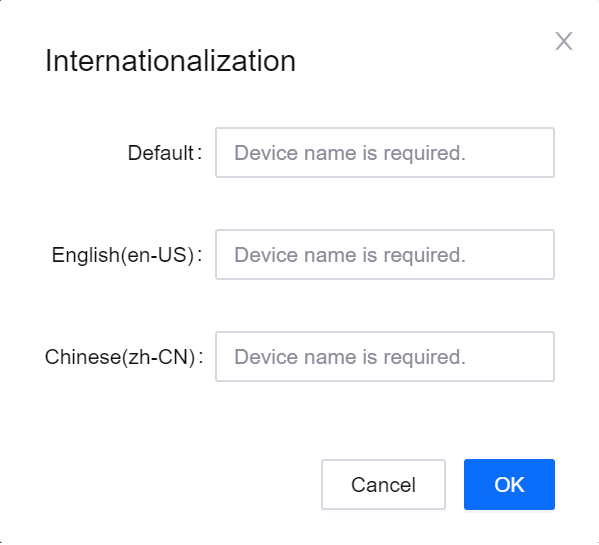 Internationalization
X
Default: Device name is required.
English(en-US): Device name is required.
Chinese(zh-CN): Device name is required.
Cancel OK